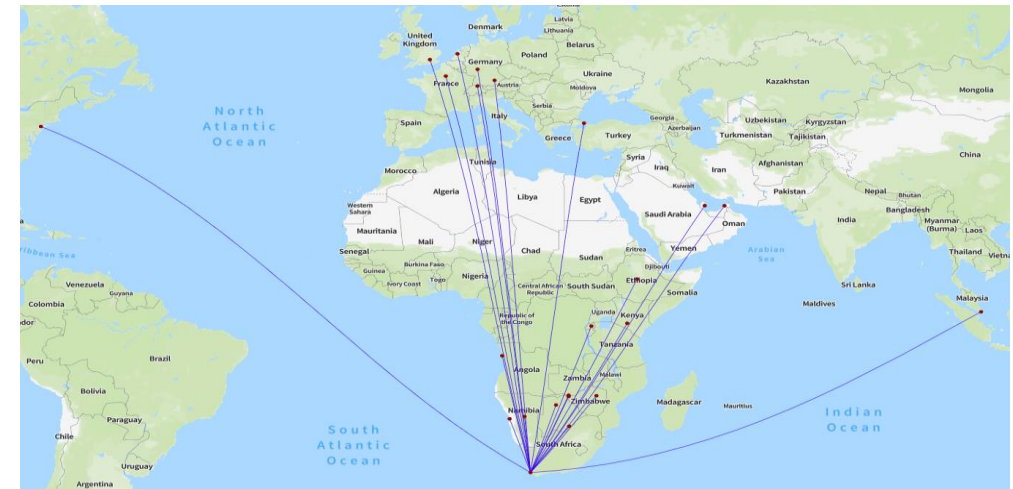 Latvia
Denmark
Lithuania
United
Kingdom
Belarus
Poland
Germany
Ukraine
Kazakhstan
France
Austria
Moldova
Mongolia
North
Atlantic
Ocean
Serbia
Italy
Spain
Georgia
Uzbekistan
Kyrgyzstan
Greece
Turkey
Azerbaijan
Turkmenistan
Tajikistan
Syria
China
Tunisia
Iraq
Iran
Afghanistan
Morocco
Kuwait
Pakistan
Nepal
Bhutan
Algeria
Libya
Egypt
Western
Sahara
Saudi Arabia
Bangladesh
India
Myanmar
(Burma)
Laos
Oman
Mauritania
Mali
Niger
Chad
Yemen
Eritrea
Arabian
Sea
Thailand
Senegal
Sudan
Burkina Faso
Djibouti
Guinea
Nigeria
Ivory Coast
Togo
Central African
Republic
South Sudan
Ethiopia
Somalia
Sri Lanka
Venezuela
Guyana
Colombia
Maldives
Malaysia
Uganda
Kenya
Republic of
the Congo
Peru
Brazil
Tanzania
Angola
Zambia
Malawi
Bolivia
Namibia
Zimbabwe
Madagascar
Mauritius
Paraguay
Indian
Ocean
Chile
South
Atlantic
Ocean
South Africa
Uruguay
Argentina